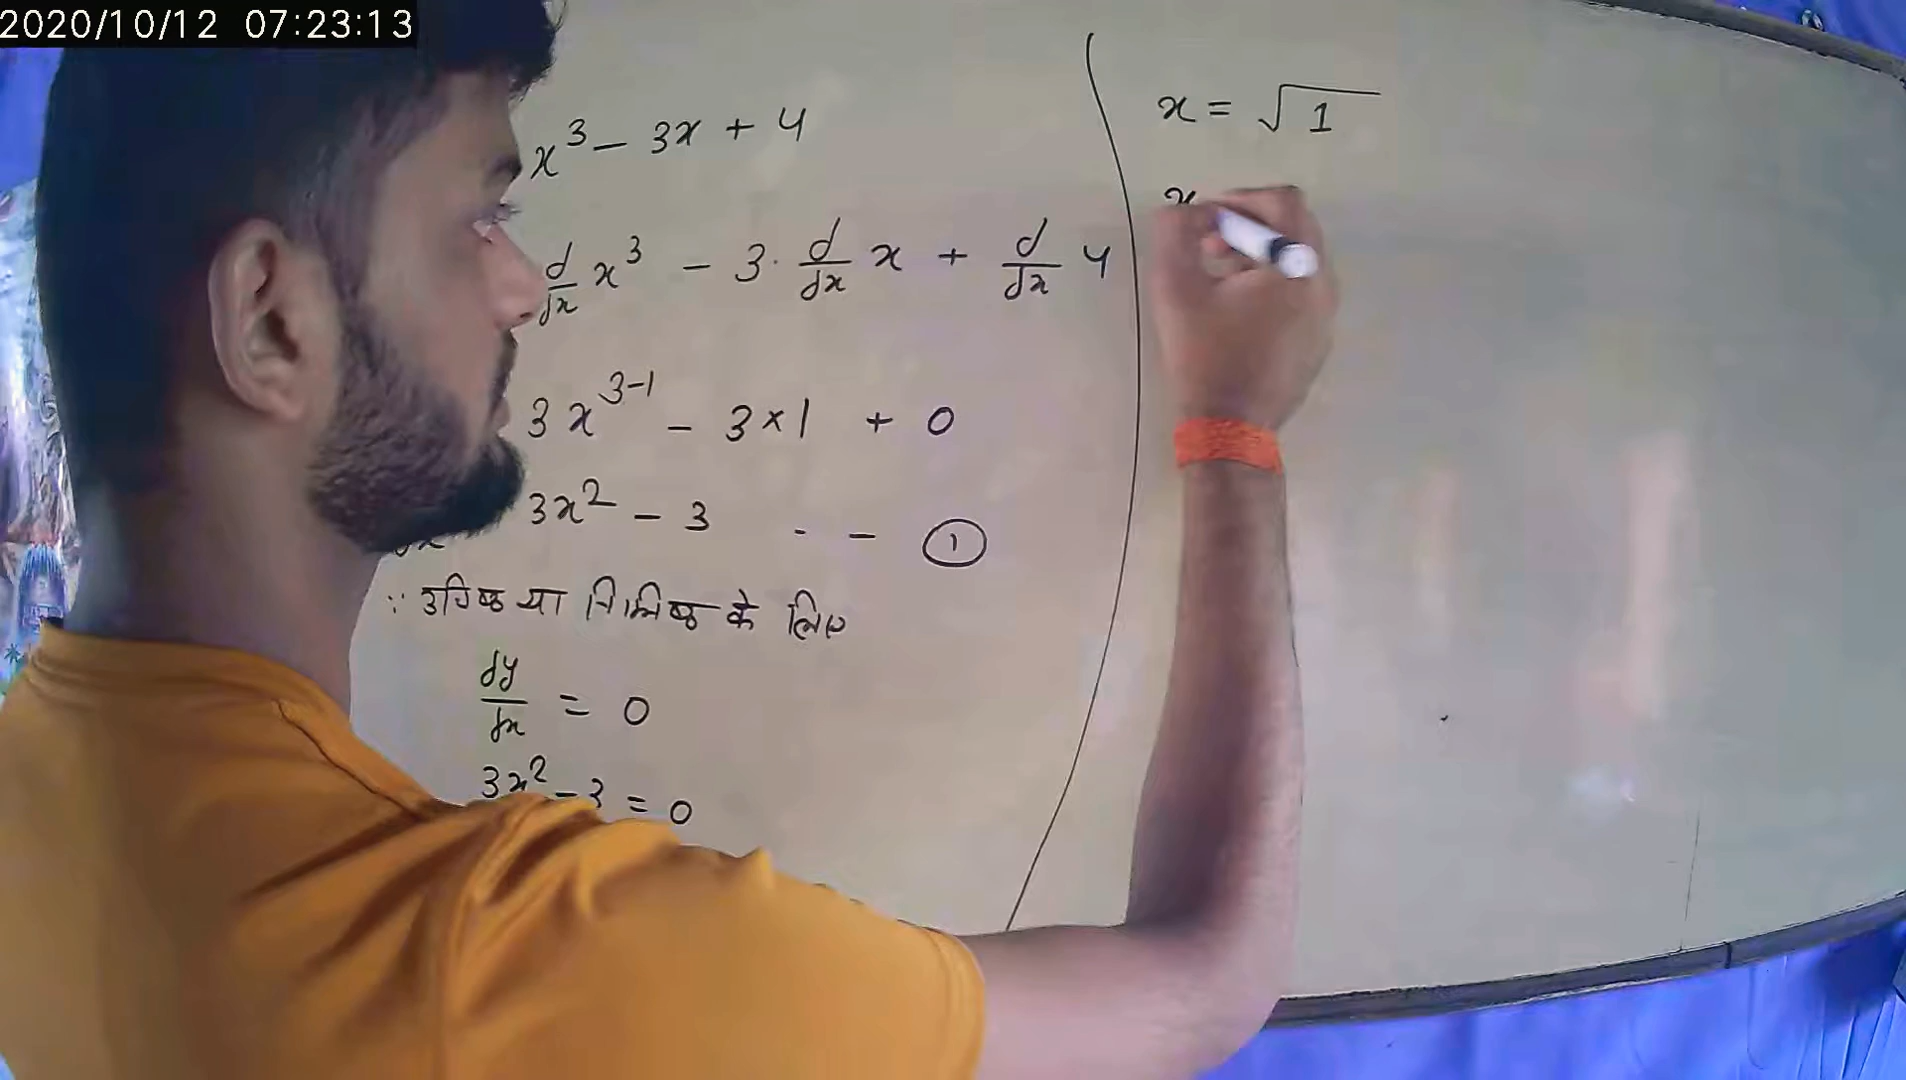 2020/10/12 07:23:13
x³ - 3x + 4
d/dx x³ - 3· d/dx x + d/dx 4
3x³⁻¹ - 3×1 + 0
3x² - 3 - - ①
∵ उच्चिष्ठ या निम्निष्ठ के लिए
dy/dx = 0
3x² - 3 = 0
x = √1
x